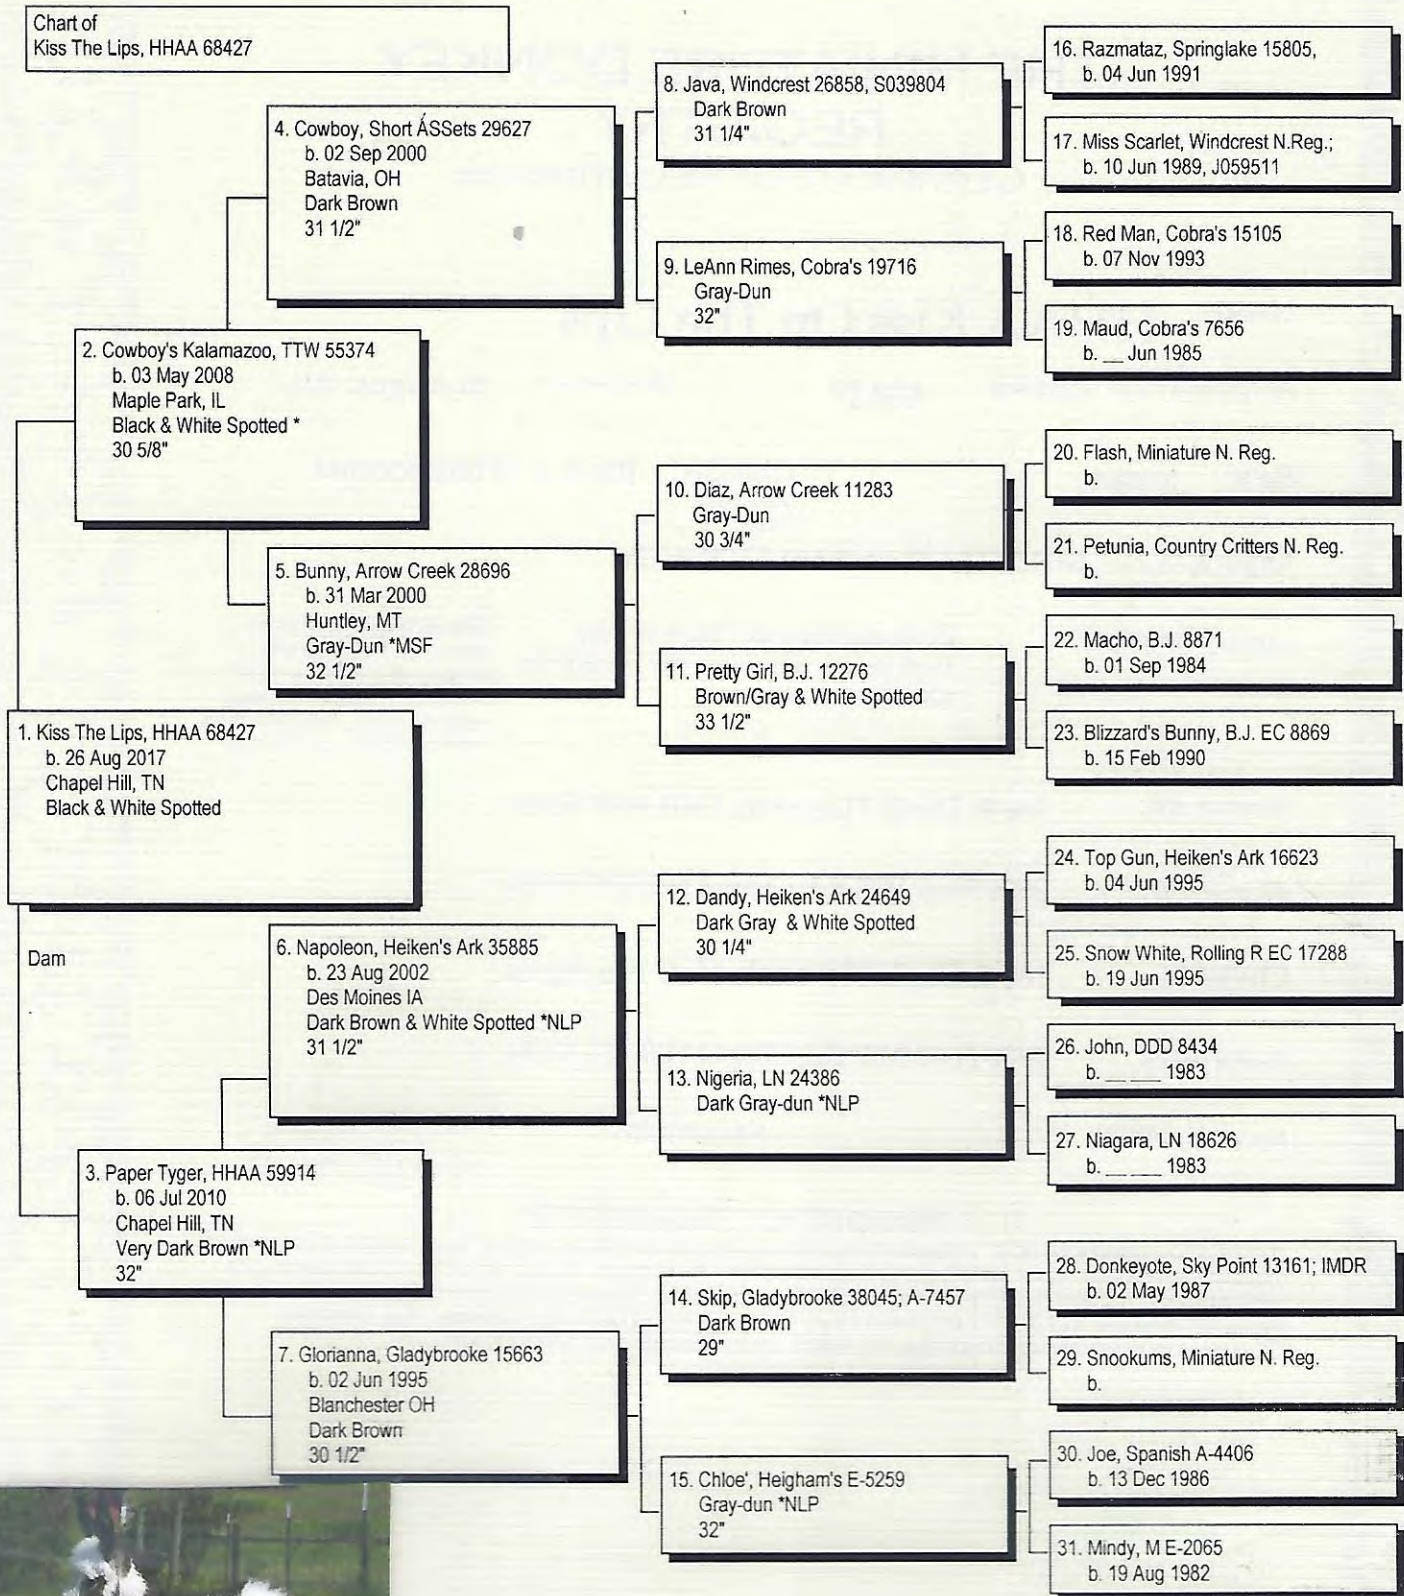 Chart of
Kiss The Lips, HHAA 68427
1. Kiss The Lips, HHAA 68427
b. 26 Aug 2017
Chapel Hill, TN
Black & White Spotted
Dam
2. Cowboy's Kalamazoo, TTW 55374
b. 03 May 2008
Maple Park, IL
Black & White Spotted *
30 5/8"
3. Paper Tyger, HHAA 59914
b. 06 Jul 2010
Chapel Hill, TN
Very Dark Brown *NLP
32"
4. Cowboy, Short ÁSSets 29627
b. 02 Sep 2000
Batavia, OH
Dark Brown
31 1/2"
5. Bunny, Arrow Creek 28696
b. 31 Mar 2000
Huntley, MT
Gray-Dun *MSF
32 1/2"
6. Napoleon, Heiken's Ark 35885
b. 23 Aug 2002
Des Moines IA
Dark Brown & White Spotted *NLP
31 1/2"
7. Glorianna, Gladybrooke 15663
b. 02 Jun 1995
Blanchester OH
Dark Brown
30 1/2"
8. Java, Windcrest 26858, S039804
Dark Brown
31 1/4"
9. LeAnn Rimes, Cobra's 19716
Gray-Dun
32"
10. Diaz, Arrow Creek 11283
Gray-Dun
30 3/4"
11. Pretty Girl, B.J. 12276
Brown/Gray & White Spotted
33 1/2"
12. Dandy, Heiken's Ark 24649
Dark Gray & White Spotted
30 1/4"
13. Nigeria, LN 24386
Dark Gray-dun *NLP
14. Skip, Gladybrooke 38045; A-7457
Dark Brown
29"
15. Chloe', Heigham's E-5259
Gray-dun *NLP
32"
16. Razmataz, Springlake 15805,
b. 04 Jun 1991
17. Miss Scarlet, Windcrest N.Reg.;
b. 10 Jun 1989, J059511
18. Red Man, Cobra's 15105
b. 07 Nov 1993
19. Maud, Cobra's 7656
b. __ Jun 1985
20. Flash, Miniature N. Reg.
b.
21. Petunia, Country Critters N. Reg.
b.
22. Macho, B.J. 8871
b. 01 Sep 1984
23. Blizzard's Bunny, B.J. EC 8869
b. 15 Feb 1990
24. Top Gun, Heiken's Ark 16623
b. 04 Jun 1995
25. Snow White, Rolling R EC 17288
b. 19 Jun 1995
26. John, DDD 8434
b. __ ___ 1983
27. Niagara, LN 18626
b. __ ___ 1983
28. Donkeyote, Sky Point 13161; IMDR
b. 02 May 1987
29. Snookums, Miniature N. Reg.
b.
30. Joe, Spanish A-4406
b. 13 Dec 1986
31. Mindy, M E-2065
b. 19 Aug 1982